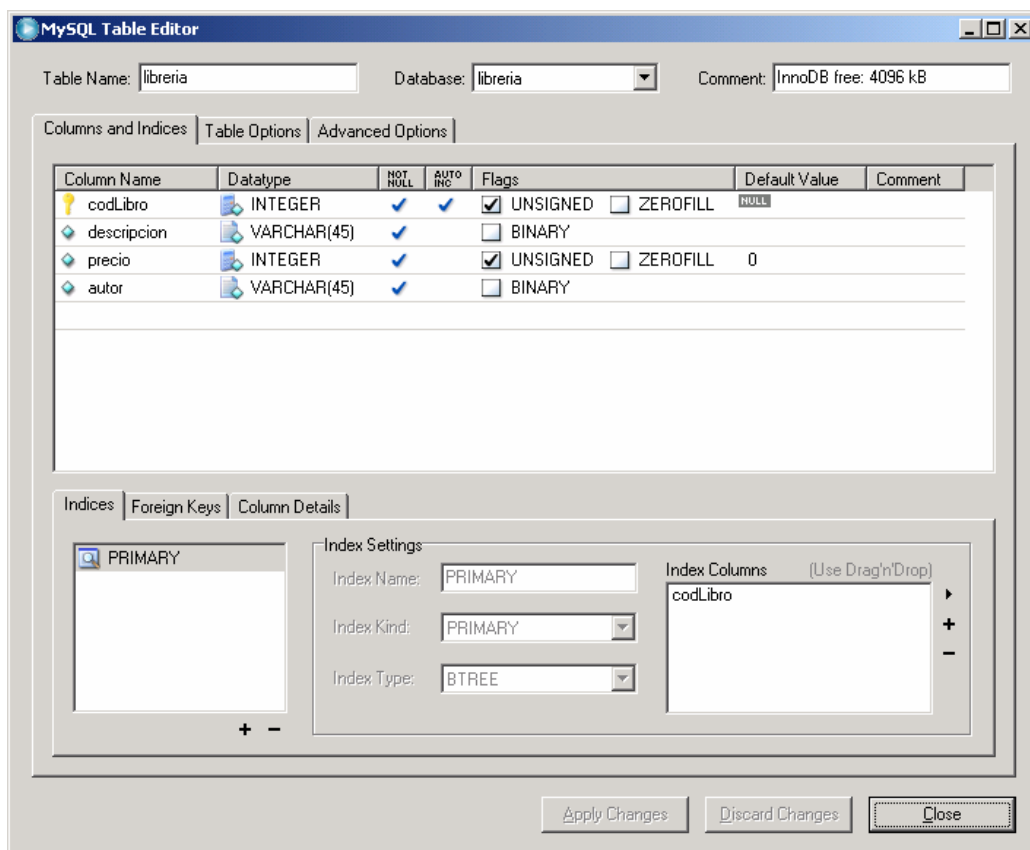 MySQL Table Editor
Table Name: libreria Database: libreria Comment: InnoDB free: 4096 kB
Columns and Indices Table Options Advanced Options
Column Name Datatype NOT NULL AUTO INC Flags Default Value Comment
codLibro INTEGER UNSIGNED ZEROFILL NULL
descripcion VARCHAR(45) BINARY
precio INTEGER UNSIGNED ZEROFILL 0
autor VARCHAR(45) BINARY
Indices Foreign Keys Column Details
PRIMARY
Index Settings
Index Name: PRIMARY
Index Kind: PRIMARY
Index Type: BTREE
Index Columns (Use Drag'n'Drop)
codLibro
Apply Changes Discard Changes Close